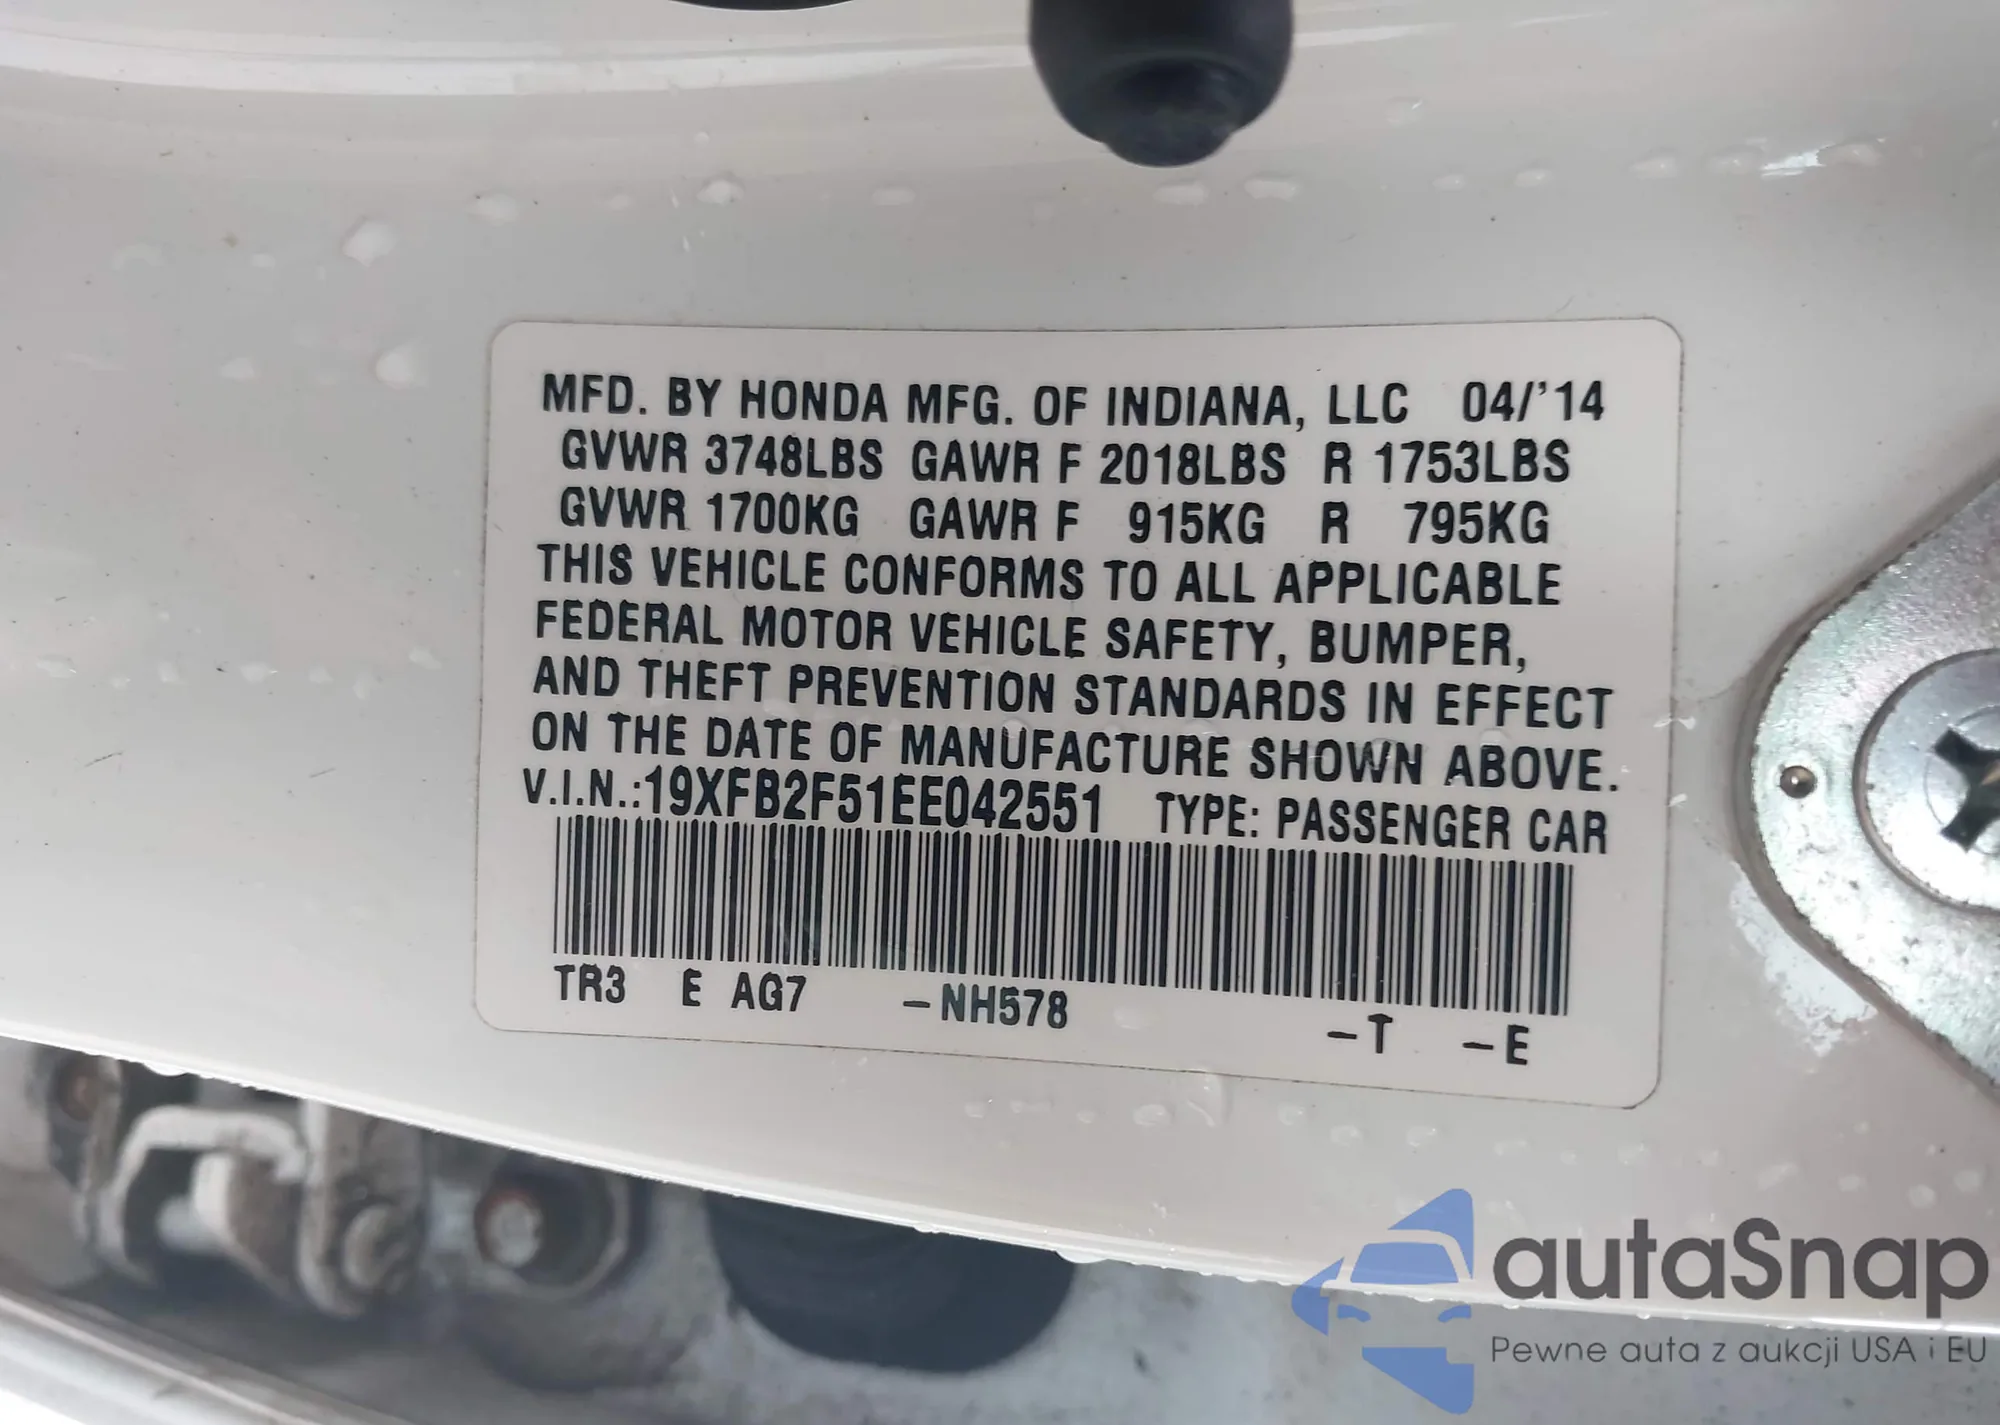 MFD. BY HONDA MFG. OF INDIANA, LLC 04/'14
GVWR 3748LBS GAWR F 2018LBS R 1753LBS
GVWR 1700KG GAWR F 915KG R 795KG
THIS VEHICLE CONFORMS TO ALL APPLICABLE
FEDERAL MOTOR VEHICLE SAFETY, BUMPER,
AND THEFT PREVENTION STANDARDS IN EFFECT
ON THE DATE OF MANUFACTURE SHOWN ABOVE.
V.I.N.:19XFB2F51EE042551 TYPE: PASSENGER CAR
TR3 E AG7 –NH578 –T –E
autaSnap
Pewne auta z aukcji USA i EU